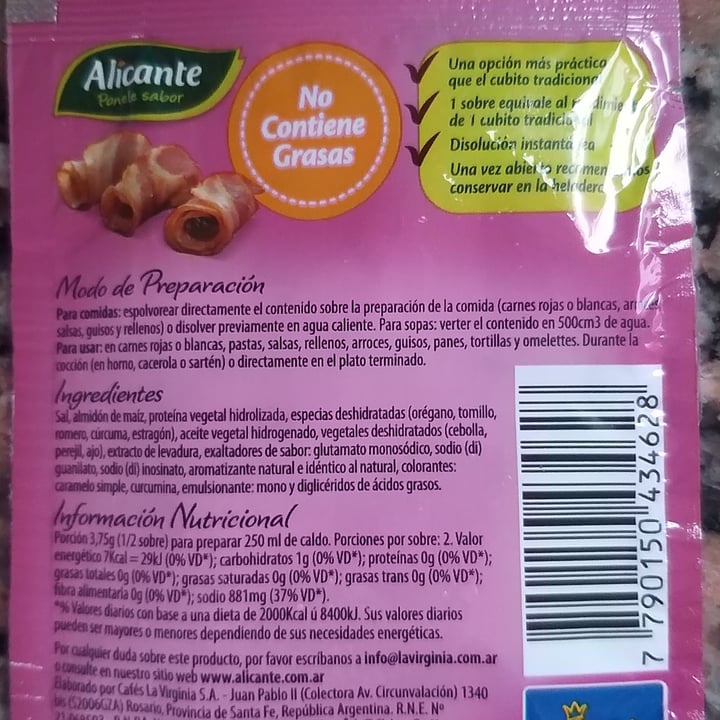 Alicante
Ponele sabor
No
Contiene
Grasas
Una opción más práctica
que el cubito
1 sobre equivale al
de 1 cubito
Disolución
Una vez abierto
conservar en la heladera
Modo de Preparación
Para comidas: espolvorear directamente el contenido sobre la preparación de la comida (carnes rojas o blancas,
salsas, guisos y rellenos) o disolver previamente en agua caliente. Para sopas: verter el contenido en 500cm3 de agua.
Para usar: en carnes rojas o blancas, pastas, salsas, rellenos, arroces, guisos, panes, tortillas y omelettes. Durante la
cocción (en horno, cacerola o sartén) o directamente en el plato terminado.
Ingredientes
Sal, almidón de maíz, proteína vegetal hidrolizada, especias deshidratadas (orégano, tomillo,
romero, cúrcuma, estragón), aceite vegetal hidrogenado, vegetales deshidratados (cebolla,
perejil, ajo), extracto de levadura, exaltadores de sabor: glutamato monosódico, sodio (di)
guanilato, sodio (di) inosinato, aromatizante natural e idéntico al natural, colorantes:
caramelo simple, curcumina, emulsionante: mono y diglicéridos de ácidos grasos.
Información Nutricional
Porción 3,75g (1/2 sobre) para preparar 250 ml de caldo. Porciones por sobre: 2. Valor
energético 7Kcal = 29kJ (0% VD*); carbohidratos 1g (0% VD*); proteínas 0g (0% VD*);
grasas totales 0g (0% VD*); grasas saturadas 0g (0% VD*); grasas trans 0g (0% VD*);
fibra alimentaria 0g (0% VD*); sodio 881mg (37% VD*).
*% Valores diarios con base a una dieta de 2000Kcal ú 8400kJ. Sus valores diarios
pueden ser mayores o menores dependiendo de sus necesidades energéticas.
Por cualquier duda sobre este producto, por favor escríbanos a info@lavirginia.com.ar
o consulte en nuestro sitio web www.alicante.com.ar
Elaborado por Cafés La Virginia S.A. - Juan Pablo II (Colectora Av. Circunvalación) 1340
bis (S2006GZA) Rosario, Provincia de Santa Fe, República Argentina. R.N.E. Nº
7 790150 434628